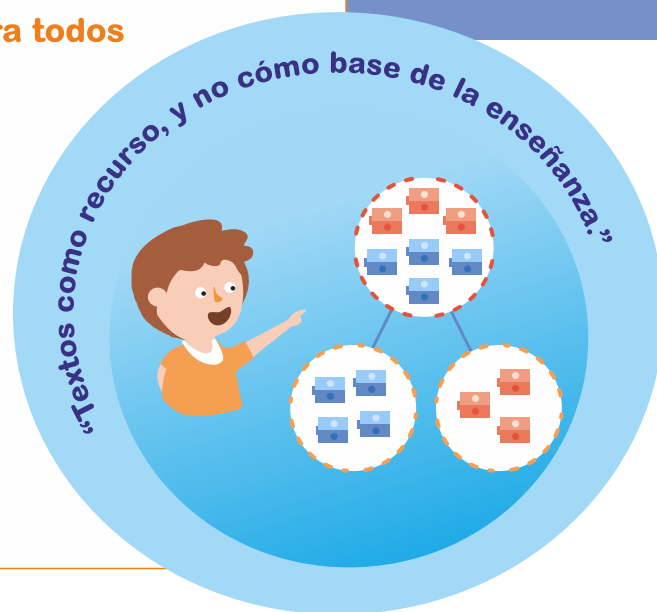 ra todos
”Textos como recurso, y no cómo base de la enseñanza.”